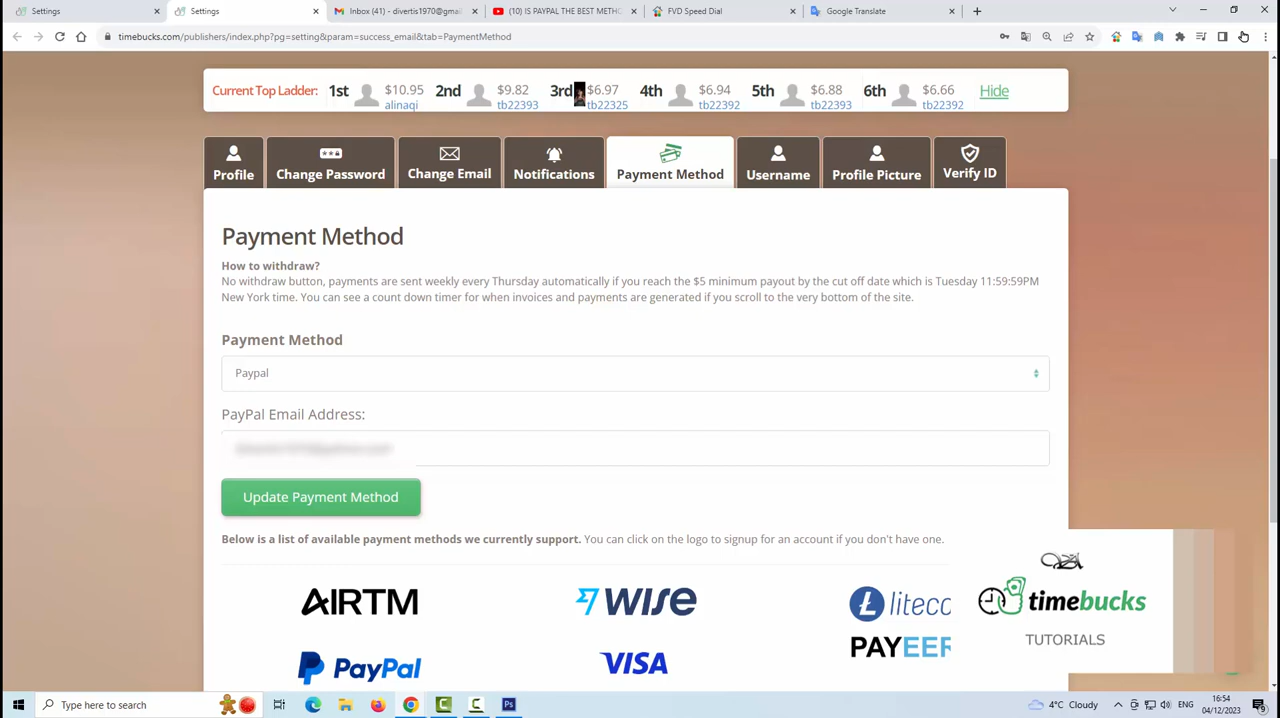 Settings
Settings
Inbox (41) - divertis1970@gmai
(10) IS PAYPAL THE BEST METHO
FVD Speed Dial
Google Translate
timebucks.com/publishers/index.php?pg=setting&param=success_email&tab=PaymentMethod
Current Top Ladder: 1st $10.95 2nd $9.82 3rd $6.97 4th $6.94 5th $6.88 6th $6.66 Hide
alinaqi tb22393 tb22325 tb22392 tb22393 tb22392
Profile
Change Password
Change Email
Notifications
Payment Method
Username
Profile Picture
Verify ID
Payment Method
How to withdraw?
No withdraw button, payments are sent weekly every Thursday automatically if you reach the $5 minimum payout by the cut off date which is Tuesday 11:59:59PM
New York time. You can see a count down timer for when invoices and payments are generated if you scroll to the very bottom of the site.
Payment Method
Paypal
PayPal Email Address:
Update Payment Method
Below is a list of available payment methods we currently support. You can click on the logo to signup for an account if you don't have one.
AIRTM
WISE
litecc
timebucks
PAYEER
TUTORIALS
PayPal
VISA
Type here to search
4°C Cloudy
ENG
16:54
04/12/2023
9